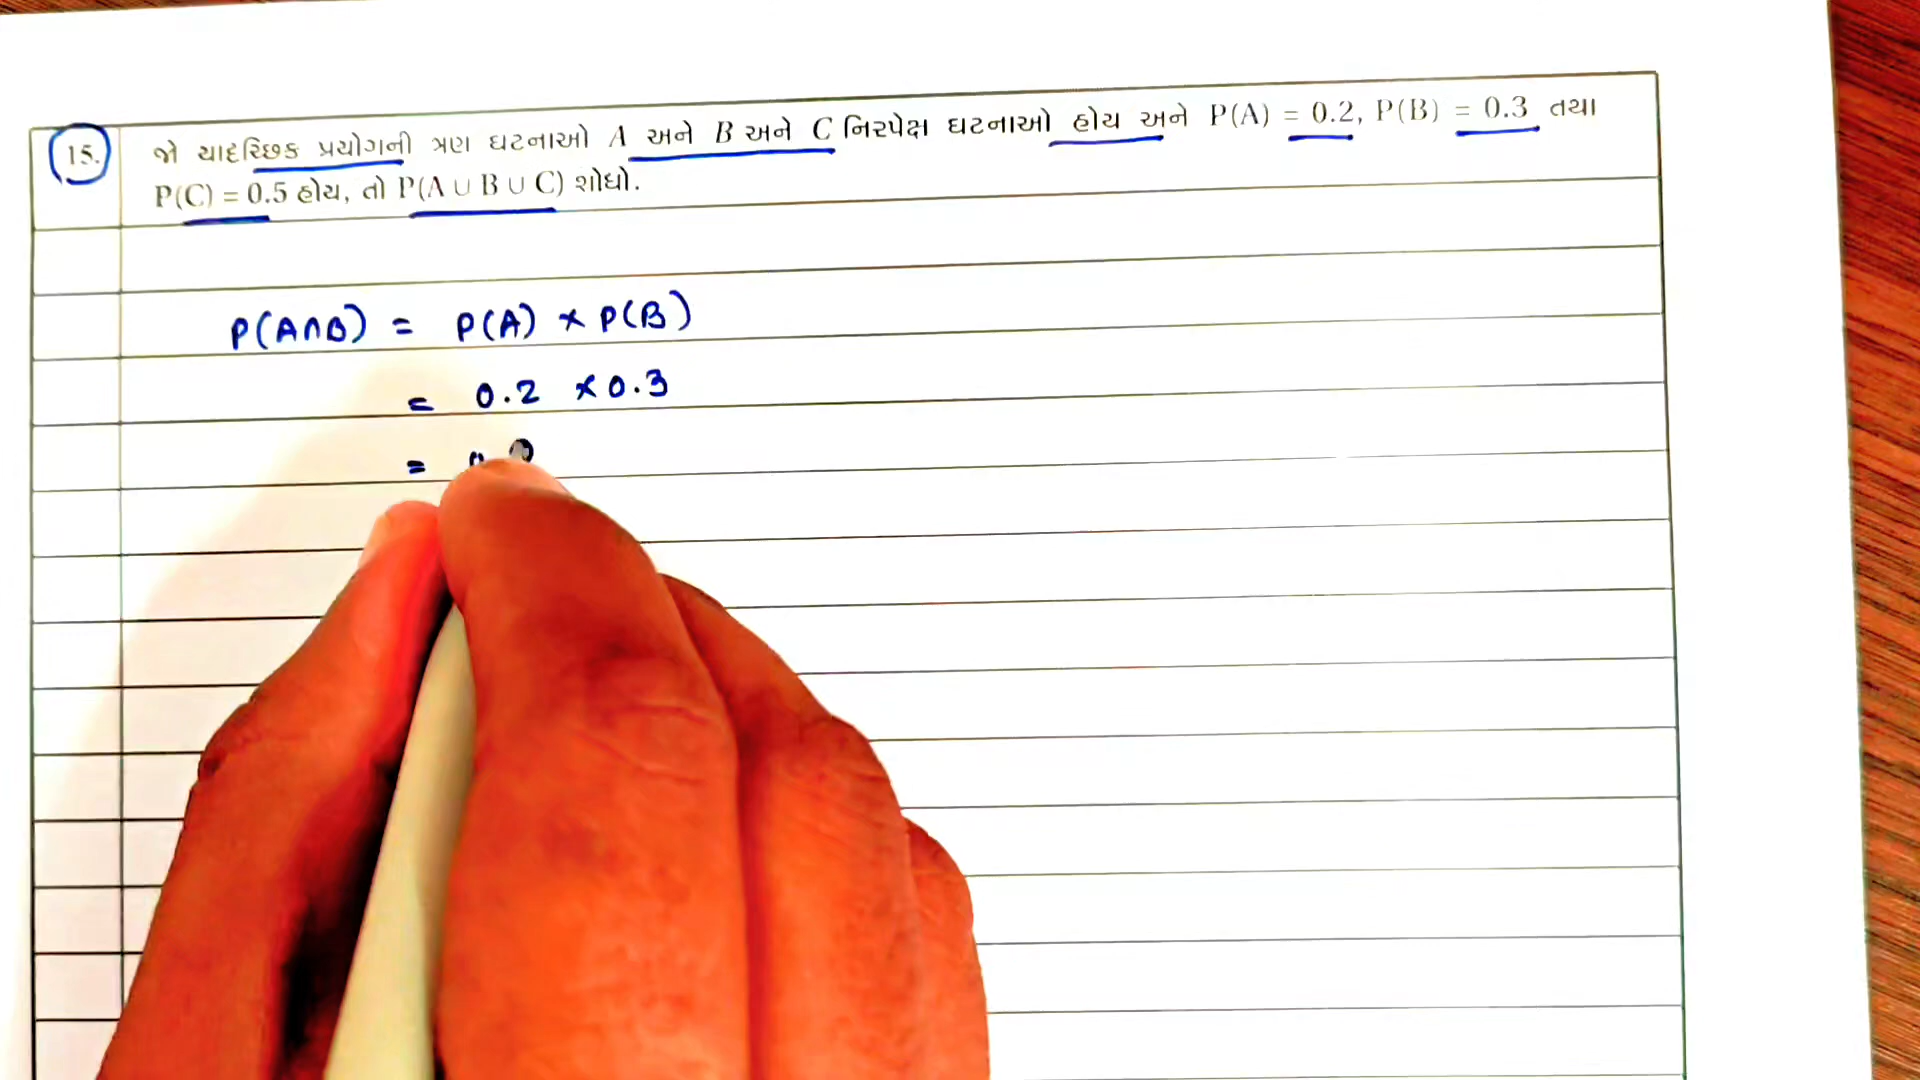 15. જો યાદચ્છિક પ્રયોગની ત્રણ ઘટનાઓ A અને B અને C નિરપેક્ષ ઘટનાઓ હોય અને P(A) = 0.2, P(B) = 0.3 તથા
P(C) = 0.5 હોય, તો P(A ∪ B ∪ C) શોધો.
P(A∩B) = P(A) × P(B)
= 0.2 × 0.3
=